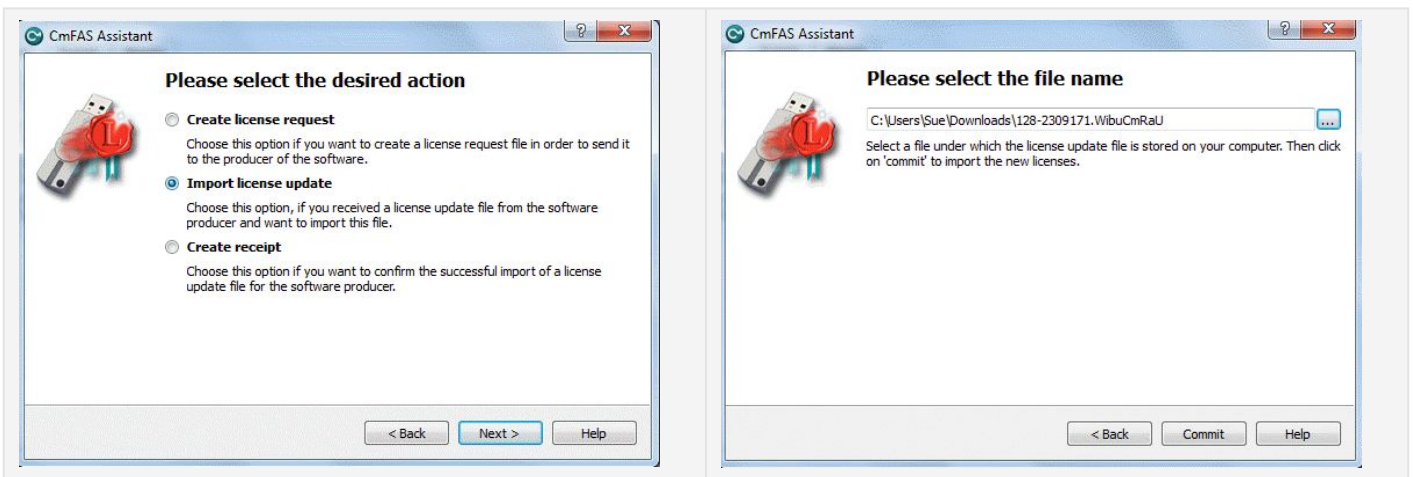 CmFAS Assistant
Please select the desired action
Create license request
Choose this option if you want to create a license request file in order to send it
to the producer of the software.
Import license update
Choose this option, if you received a license update file from the software
producer and want to import this file.
Create receipt
Choose this option if you want to confirm the successful import of a license
update file for the software producer.
< Back Next > Help
CmFAS Assistant
Please select the file name
C:\Users\Sue\Downloads\128-2309171.WibuCmRaU ...
Select a file under which the license update file is stored on your computer. Then click
on 'commit' to import the new licenses.
< Back Commit Help